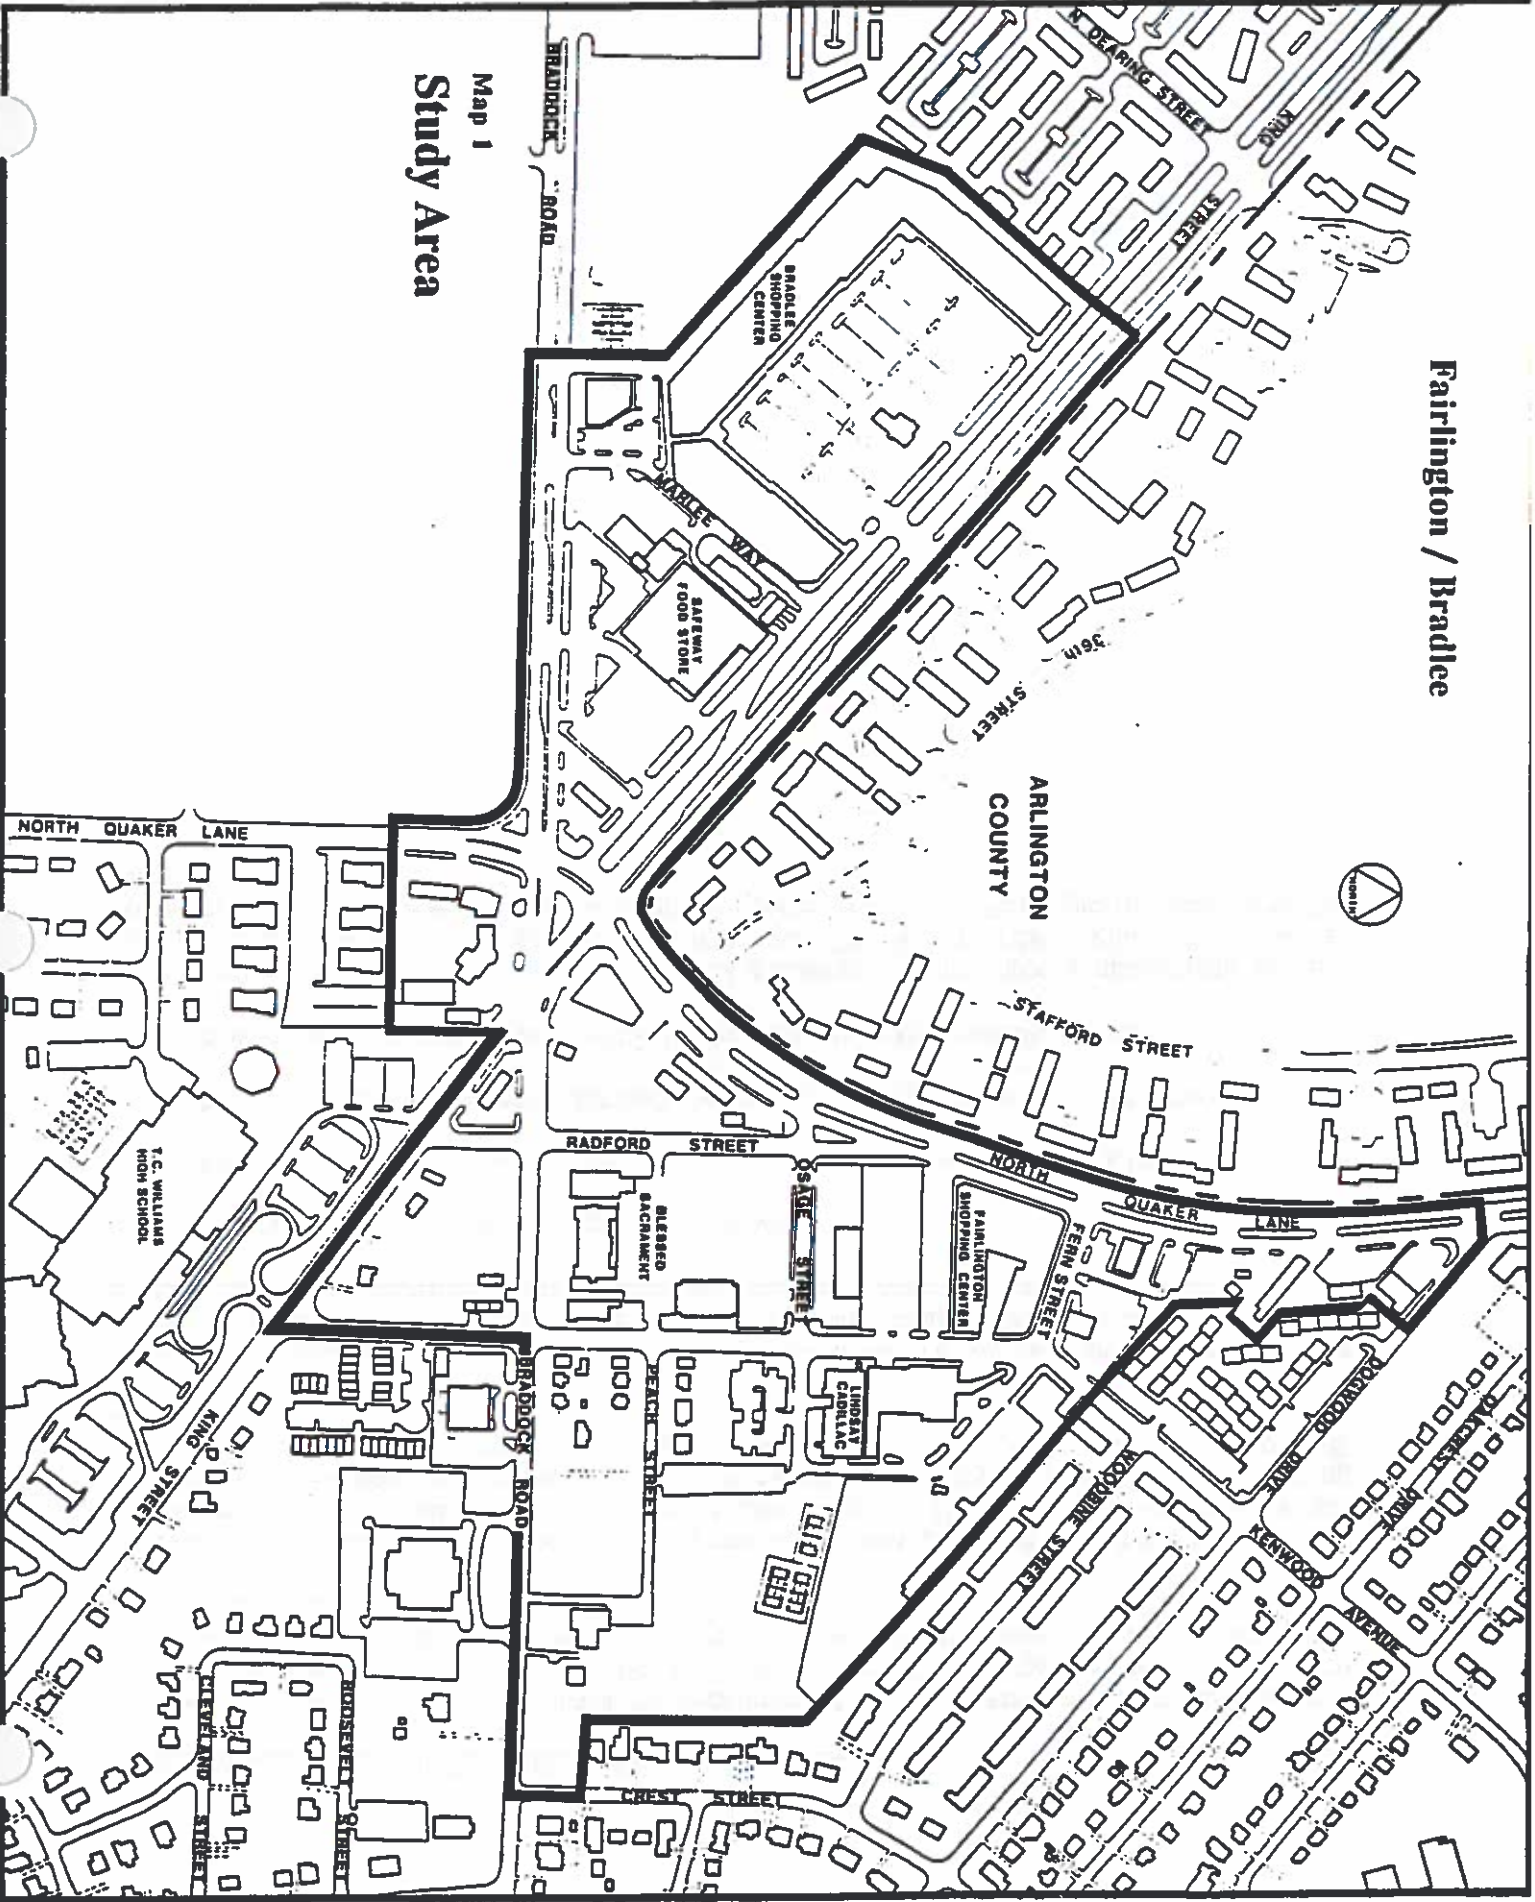 Fairlington / Bradlee
Map 1
Study Area
NORTH
ARLINGTON
COUNTY
N DEARING STREET
KING
STREET
BRADDOCK
ROAD
BRADLEE
SHOPPING
CENTER
MARLEE WAY
SAFEWAY
FOOD STORE
36th
STREET
STAFFORD STREET
NORTH QUAKER LANE
NORTH
QUAKER
LANE
RADFORD STREET
OSAGE STREE
BLESSED
SACRAMENT
FAIRLINGTON
SHOPPING CENTER
FERN STREET
T.C. WILLIAMS
HIGH SCHOOL
LINDSAY
CADILLAC
PEACH STREET
BRADDOCK ROAD
KING
STREET
WOODBINE STREET
DOGWOOD DRIVE
OAKCREST DRIVE
KENWOOD
AVENUE
CLEVELAND STREET
ROOSEVELT STREET
CREST STREET